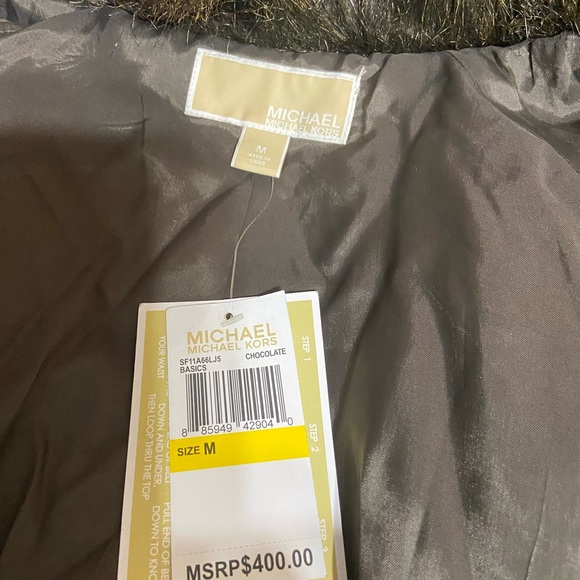 MICHAEL
MICHAEL KORS
M
MADE IN
CHINA
MICHAEL
MICHAEL KORS
SF11A66LJ5 CHOCOLATE
BASICS
8 85949 42904 0
SIZE M
MSRP$400.00
STEP 1
STEP 2
YOUR WAIST
DOWN AND UNDER,
THEN LOOP THRU THE TOP
PULL END OF BE
DOWN TO KNO